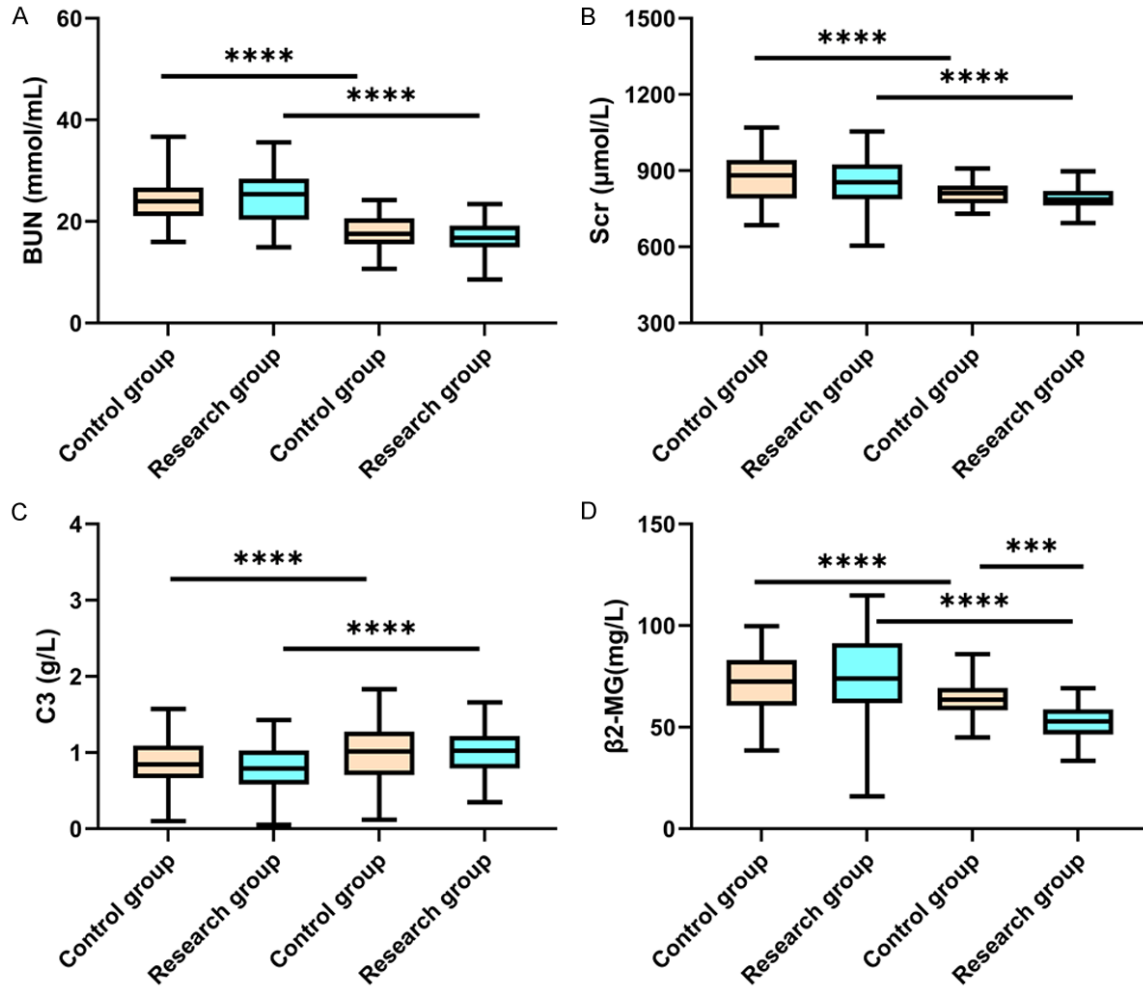 A
BUN (mmol/mL)
60
40
20
0
****
****
Control group
Research group
Control group
Research group
B
Scr (μmol/L)
1500
1200
900
600
300
****
****
Control group
Research group
Control group
Research group
C
C3 (g/L)
4
3
2
1
0
****
****
Control group
Research group
Control group
Research group
D
β2-MG(mg/L)
150
100
50
0
****
***
****
Control group
Research group
Control group
Research group